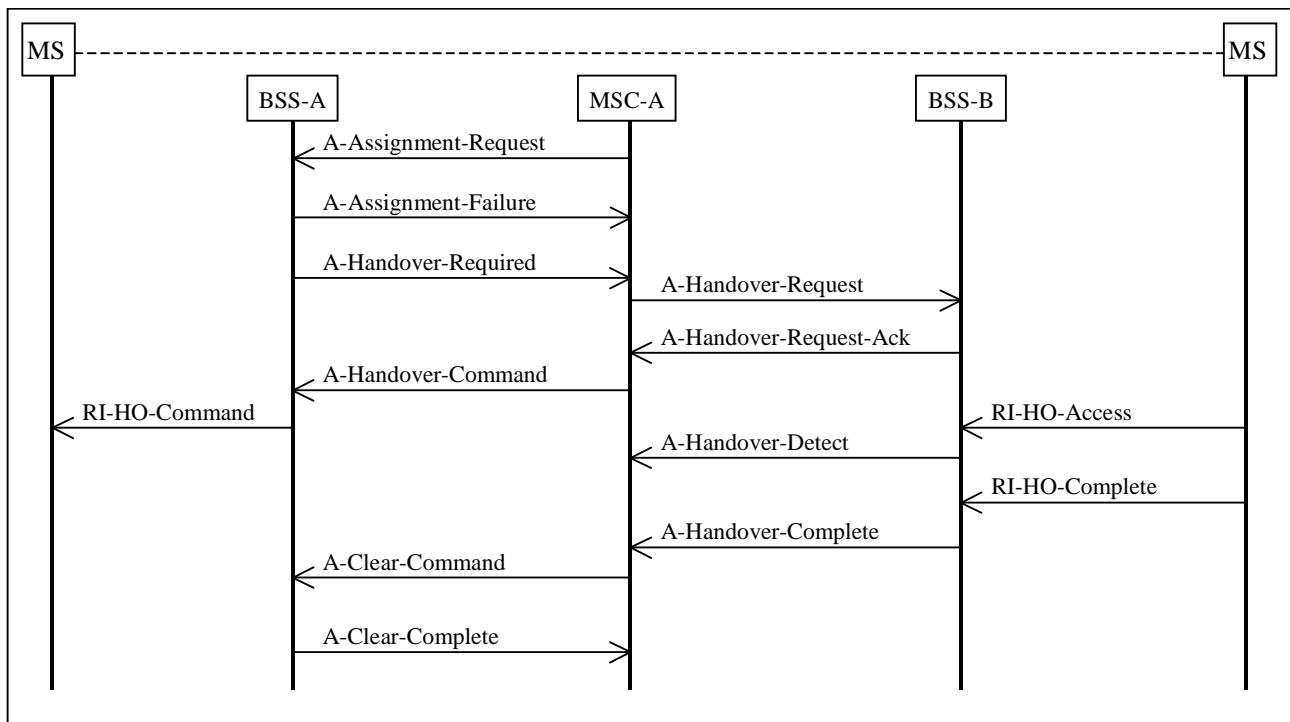 MS
MS
BSS-A
MSC-A
BSS-B
A-Assignment-Request
A-Assignment-Failure
A-Handover-Required
A-Handover-Request
A-Handover-Request-Ack
A-Handover-Command
RI-HO-Command
RI-HO-Access
A-Handover-Detect
RI-HO-Complete
A-Handover-Complete
A-Clear-Command
A-Clear-Complete